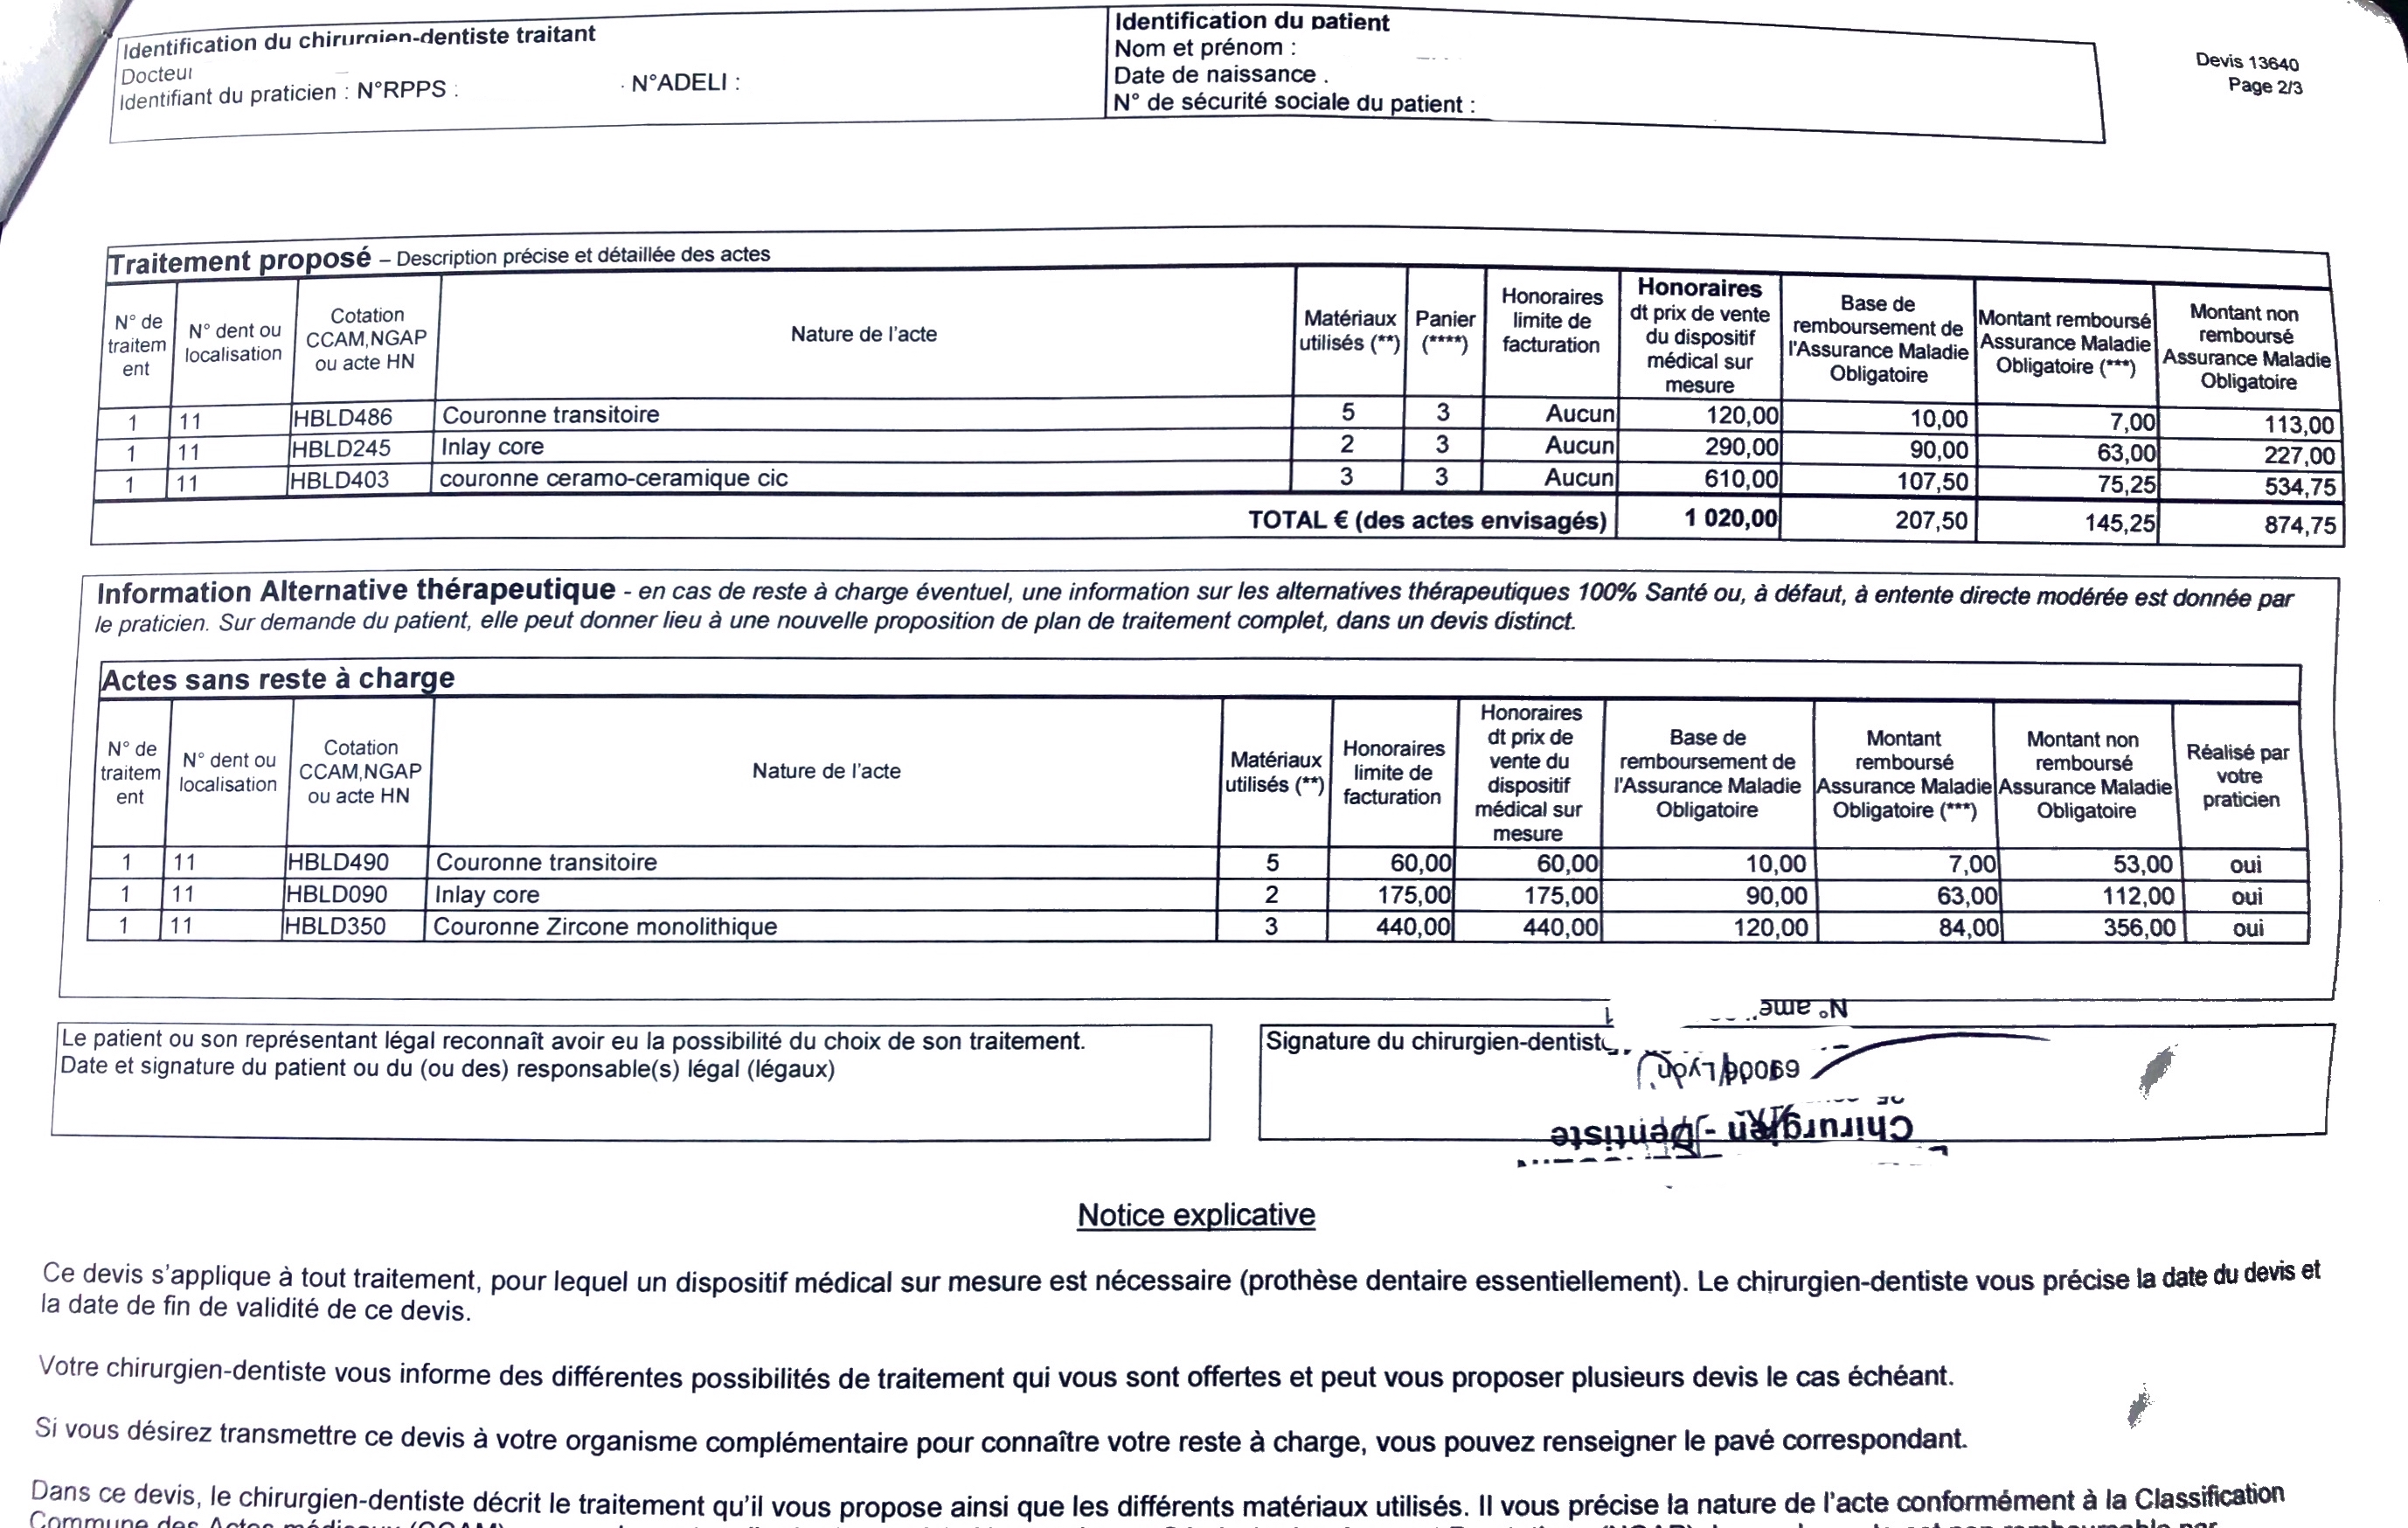 Identification du chirurgien-dentiste traitant
Docteur
Identifiant du praticien : N°RPPS : N°ADELI :
Identification du patient
Nom et prénom :
Date de naissance .
N° de sécurité sociale du patient :
Devis 13640
Page 2/3
Traitement proposé – Description précise et détaillée des actes
N° de traitem ent | N° dent ou localisation | Cotation CCAM,NGAP ou acte HN | Nature de l'acte | Matériaux utilisés (**) | Panier (****) | Honoraires limite de facturation | Honoraires dt prix de vente du dispositif médical sur mesure | Base de remboursement de l'Assurance Maladie Obligatoire | Montant remboursé Assurance Maladie Obligatoire (***) | Montant non remboursé Assurance Maladie Obligatoire
1 | 11 | HBLD486 | Couronne transitoire | 5 | 3 | Aucun | 120,00 | 10,00 | 7,00 | 113,00
1 | 11 | HBLD245 | Inlay core | 2 | 3 | Aucun | 290,00 | 90,00 | 63,00 | 227,00
1 | 11 | HBLD403 | couronne ceramo-ceramique cic | 3 | 3 | Aucun | 610,00 | 107,50 | 75,25 | 534,75
TOTAL € (des actes envisagés) | 1 020,00 | 207,50 | 145,25 | 874,75
Information Alternative thérapeutique - en cas de reste à charge éventuel, une information sur les alternatives thérapeutiques 100% Santé ou, à défaut, à entente directe modérée est donnée par
le praticien. Sur demande du patient, elle peut donner lieu à une nouvelle proposition de plan de traitement complet, dans un devis distinct.
Actes sans reste à charge
N° de traitem ent | N° dent ou localisation | Cotation CCAM,NGAP ou acte HN | Nature de l'acte | Matériaux utilisés (**) | Honoraires limite de facturation | Honoraires dt prix de vente du dispositif médical sur mesure | Base de remboursement de l'Assurance Maladie Obligatoire | Montant remboursé Assurance Maladie Obligatoire (***) | Montant non remboursé Assurance Maladie Obligatoire | Réalisé par votre praticien
1 | 11 | HBLD490 | Couronne transitoire | 5 | 60,00 | 60,00 | 10,00 | 7,00 | 53,00 | oui
1 | 11 | HBLD090 | Inlay core | 2 | 175,00 | 175,00 | 90,00 | 63,00 | 112,00 | oui
1 | 11 | HBLD350 | Couronne Zircone monolithique | 3 | 440,00 | 440,00 | 120,00 | 84,00 | 356,00 | oui
Le patient ou son représentant légal reconnaît avoir eu la possibilité du choix de son traitement.
Date et signature du patient ou du (ou des) responsable(s) légal (légaux)
Signature du chirurgien-dentiste
Chirurgien - Dentiste
Lyon
N°
Notice explicative
Ce devis s'applique à tout traitement, pour lequel un dispositif médical sur mesure est nécessaire (prothèse dentaire essentiellement). Le chirurgien-dentiste vous précise la date du devis et
la date de fin de validité de ce devis.
Votre chirurgien-dentiste vous informe des différentes possibilités de traitement qui vous sont offertes et peut vous proposer plusieurs devis le cas échéant.
Si vous désirez transmettre ce devis à votre organisme complémentaire pour connaître votre reste à charge, vous pouvez renseigner le pavé correspondant.
Dans ce devis, le chirurgien-dentiste décrit le traitement qu'il vous propose ainsi que les différents matériaux utilisés. Il vous précise la nature de l'acte conformément à la Classification
Commune des Actes